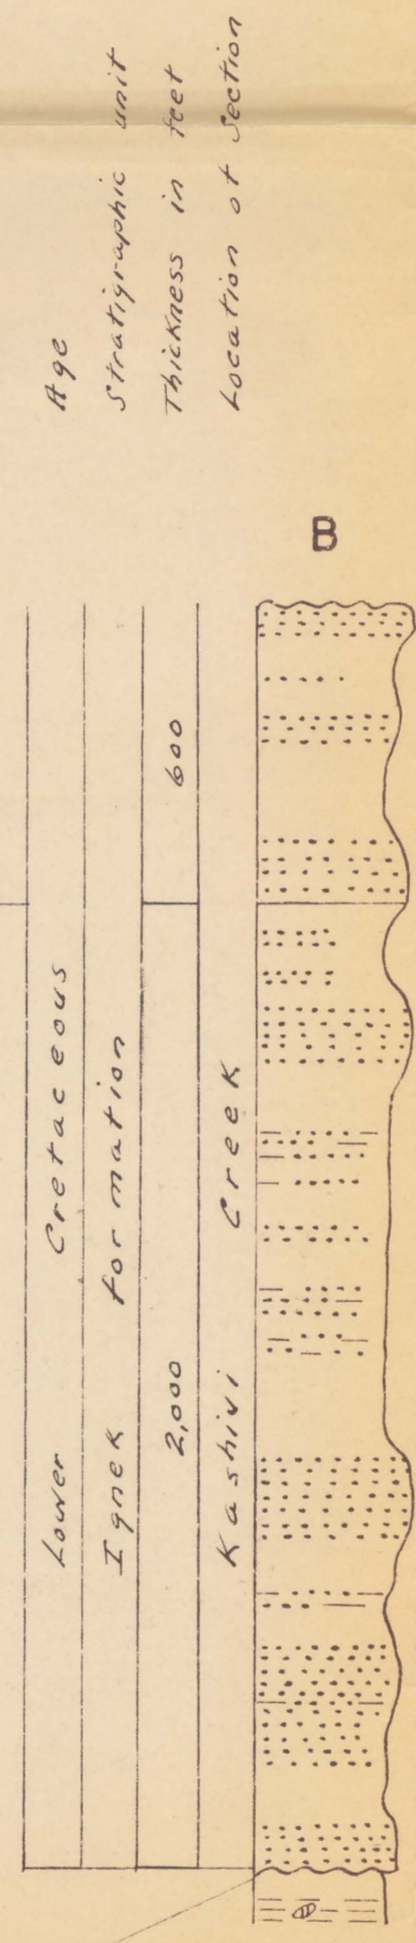 Age
Stratigraphic unit
Thickness in feet
Location of Section
B
Lower Cretaceous
Ignek formation
600
2,000
Kashivi Creek